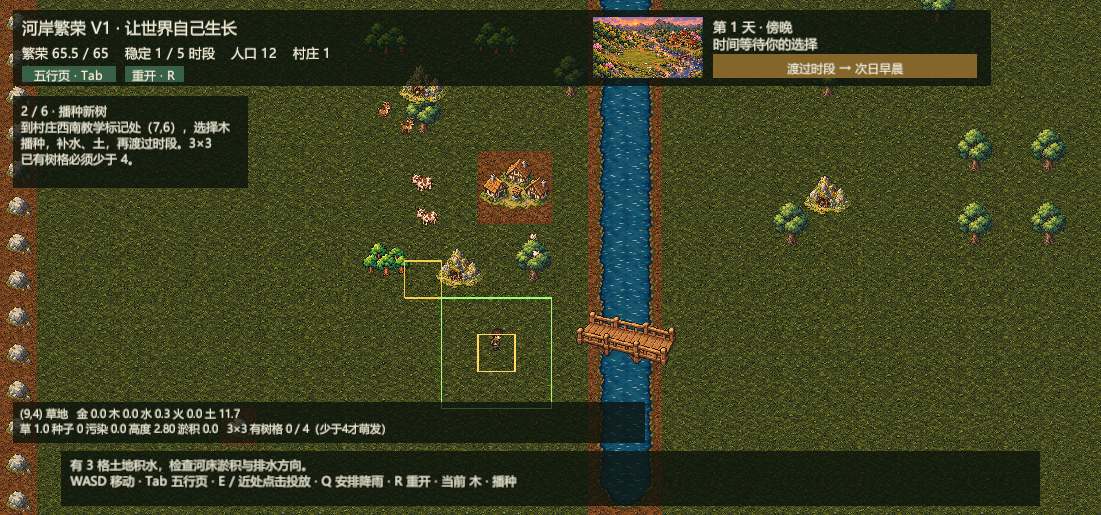 河岸繁荣 V1 · 让世界自己生长
繁荣 65.5 / 65 稳定 1 / 5 时段 人口 12 村庄 1
五行页 · Tab 重开 · R
第 1 天 · 傍晚
时间等待你的选择
渡过时段 → 次日早晨
2 / 6 · 播种新树
到村庄西南教学标记处（7,6），选择木
播种，补水、土，再渡过时段。3×3
已有树格必须少于 4。
(9,4) 草地 金 0.0 木 0.0 水 0.3 火 0.0 土 11.7
草 1.0 种子 0 污染 0.0 高度 2.80 淤积 0.0 3×3 有树格 0 / 4（少于4才萌发）
有 3 格土地积水，检查河床淤积与排水方向。
WASD 移动 · Tab 五行页 · E / 近处点击投放 · Q 安排降雨 · R 重开 · 当前 木 · 播种